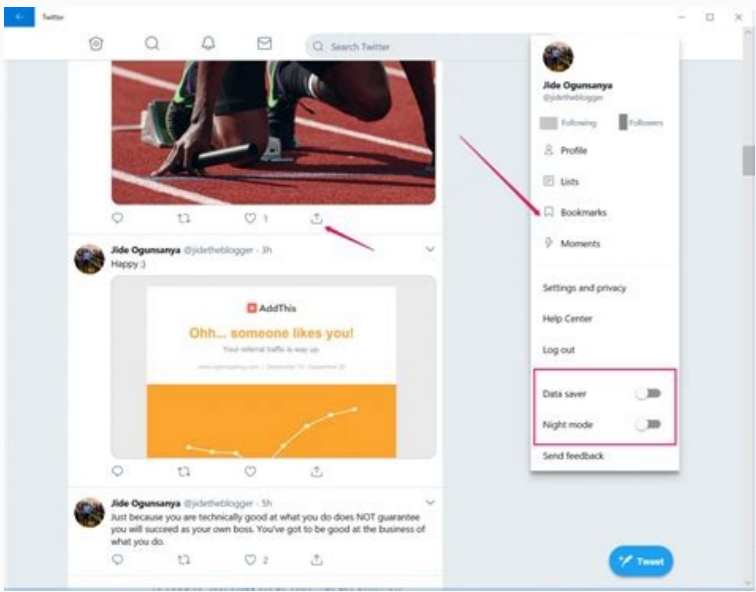 Twitter
Search Twitter
1
Jide Ogunsanya @jidetheblogger · 3h
Happy :)
AddThis
Ohh... someone likes you!
Your referral traffic is way up.
Jide Ogunsanya @jidetheblogger · 5h
Just because you are technically good at what you do does NOT guarantee
you will succeed as your own boss. You've got to be good at the business of
what you do.
2
Jide Ogunsanya
@jidetheblogger
Following Followers
Profile
Lists
Bookmarks
Moments
Settings and privacy
Help Center
Log out
Data saver
Night mode
Send feedback
Tweet